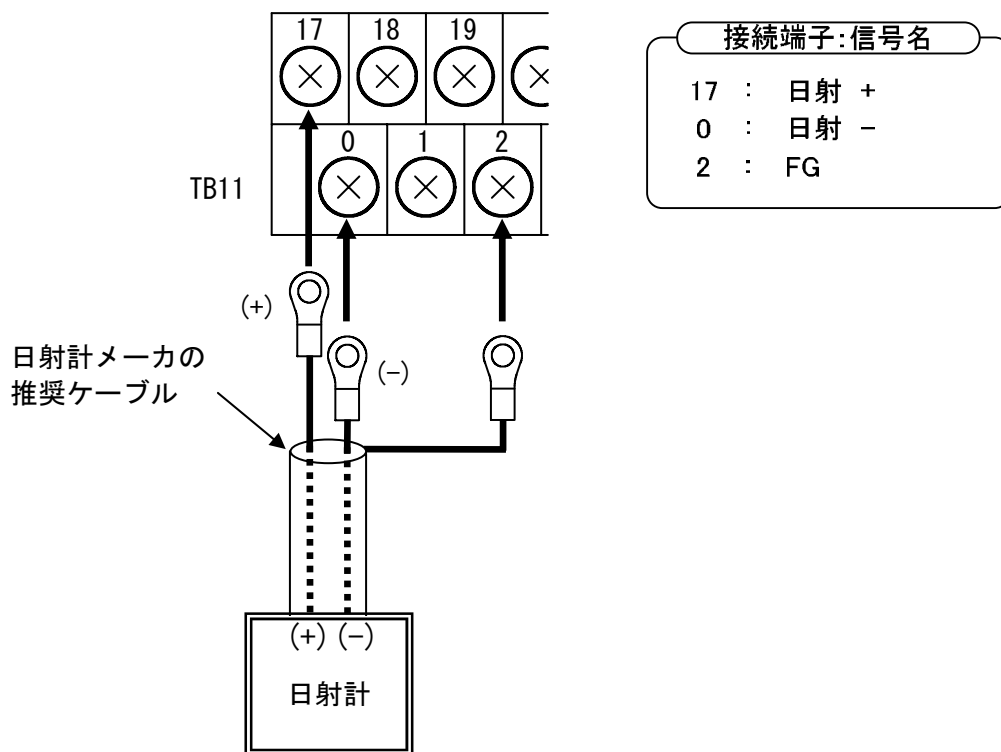 17 18 19
0 1 2
TB11
接続端子:信号名
17 : 日射 +
0 : 日射 -
2 : FG
(+)
(-)
日射計メーカの
推奨ケーブル
(+) (-)
日射計